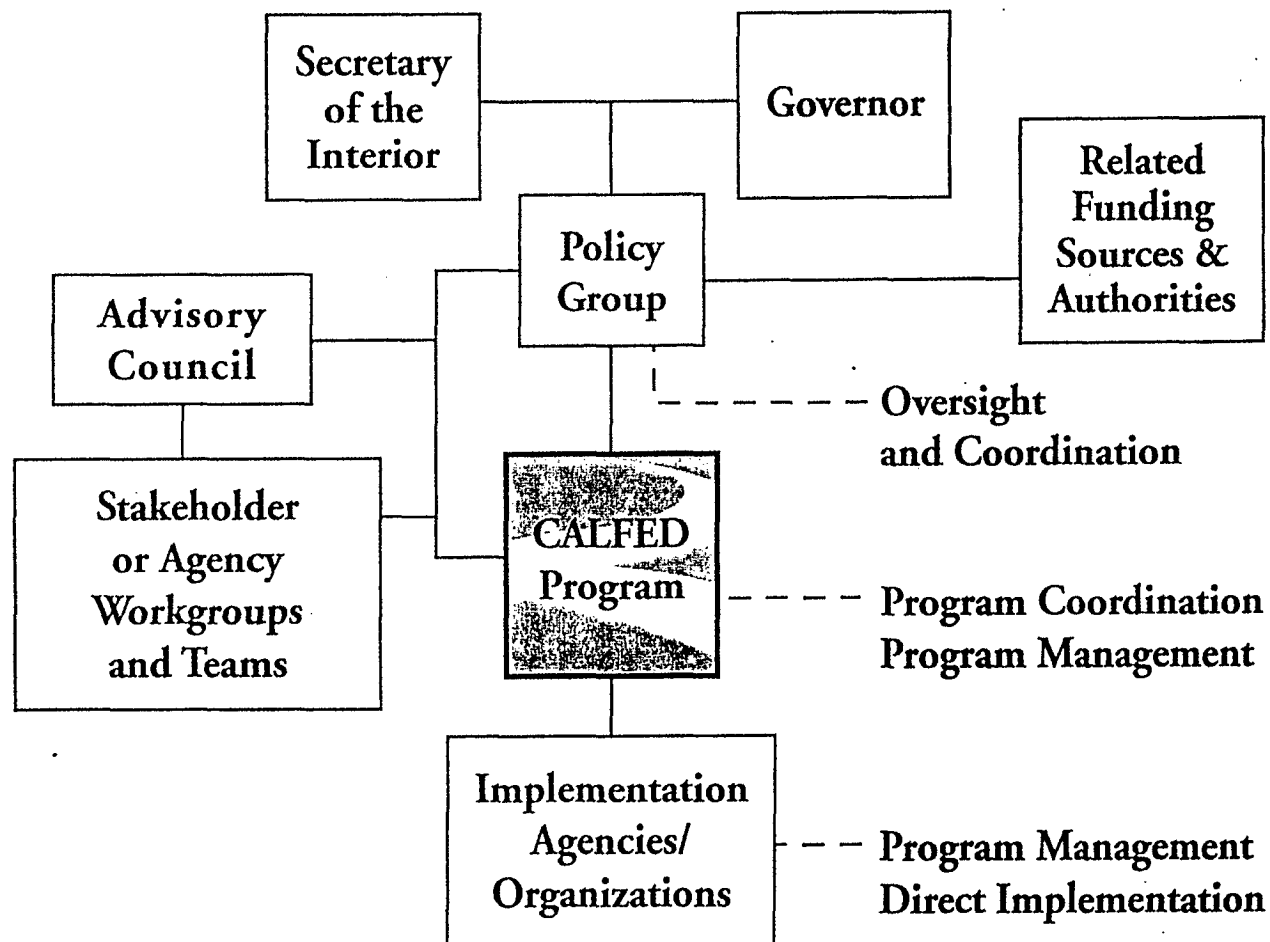 Secretary
of the
Interior
Governor
Related
Funding
Sources &
Authorities
Policy
Group
Advisory
Council
Oversight
and Coordination
Stakeholder
or Agency
Workgroups
and Teams
CALFED
Program
Program Coordination
Program Management
Implementation
Agencies/
Organizations
Program Management
Direct Implementation